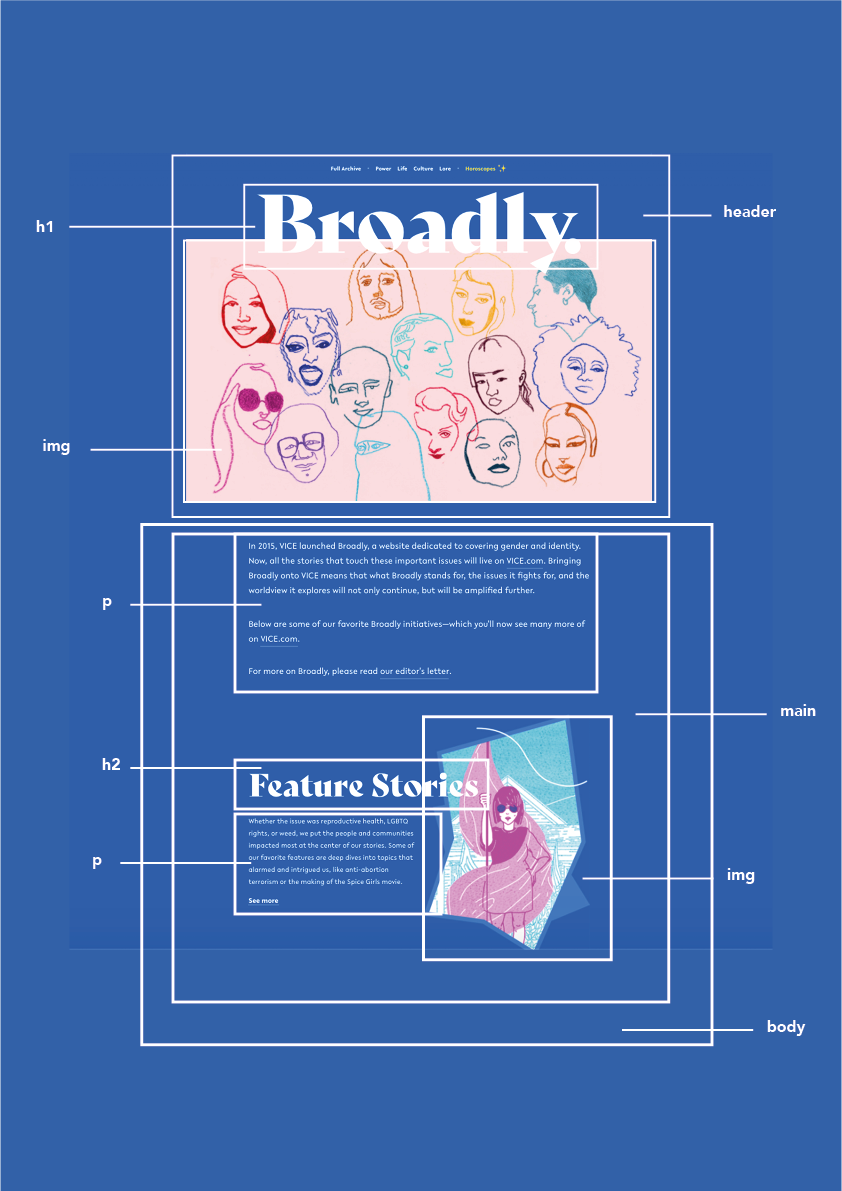 Full Archive · Power Life Culture Lore · Horoscopes
header
h1
Broadly.
img
In 2015, VICE launched Broadly, a website dedicated to covering gender and identity.
Now, all the stories that touch these important issues will live on VICE.com. Bringing
Broadly onto VICE means that what Broadly stands for, the issues it fights for, and the
worldview it explores will not only continue, but will be amplified further.
p
Below are some of our favorite Broadly initiatives—which you'll now see many more of
on VICE.com.
For more on Broadly, please read our editor's letter.
main
h2
Feature Stories
Whether the issue was reproductive health, LGBTQ
rights, or weed, we put the people and communities
impacted most at the center of our stories. Some of
our favorite features are deep dives into topics that
alarmed and intrigued us, like anti-abortion
terrorism or the making of the Spice Girls movie.
p
See more
img
body